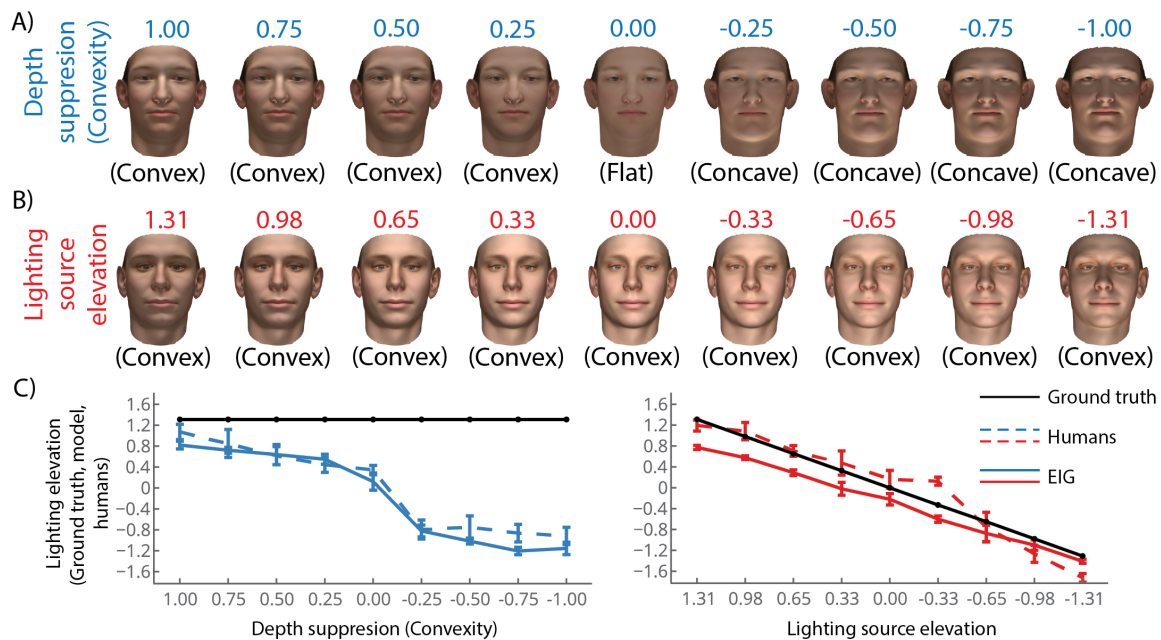 A)
Depth
suppresion
(Convexity)
1.00 0.75 0.50 0.25 0.00 -0.25 -0.50 -0.75 -1.00
(Convex) (Convex) (Convex) (Convex) (Flat) (Concave) (Concave) (Concave) (Concave)
B)
Lighting
source
elevation
1.31 0.98 0.65 0.33 0.00 -0.33 -0.65 -0.98 -1.31
(Convex) (Convex) (Convex) (Convex) (Convex) (Convex) (Convex) (Convex) (Convex)
C)
Lighting elevation
(Ground truth, model,
humans)
1.6
1.2
0.8
0.4
0
−0.4
−0.8
−1.2
−1.6
1.00 0.75 0.50 0.25 0.00 -0.25 -0.50 -0.75 -1.00
Depth suppresion (Convexity)
1.6
1.2
0.8
0.4
0
−0.4
−0.8
−1.2
−1.6
1.31 0.98 0.65 0.33 0.00 -0.33 -0.65 -0.98 -1.31
Lighting source elevation
Ground truth
Humans
EIG